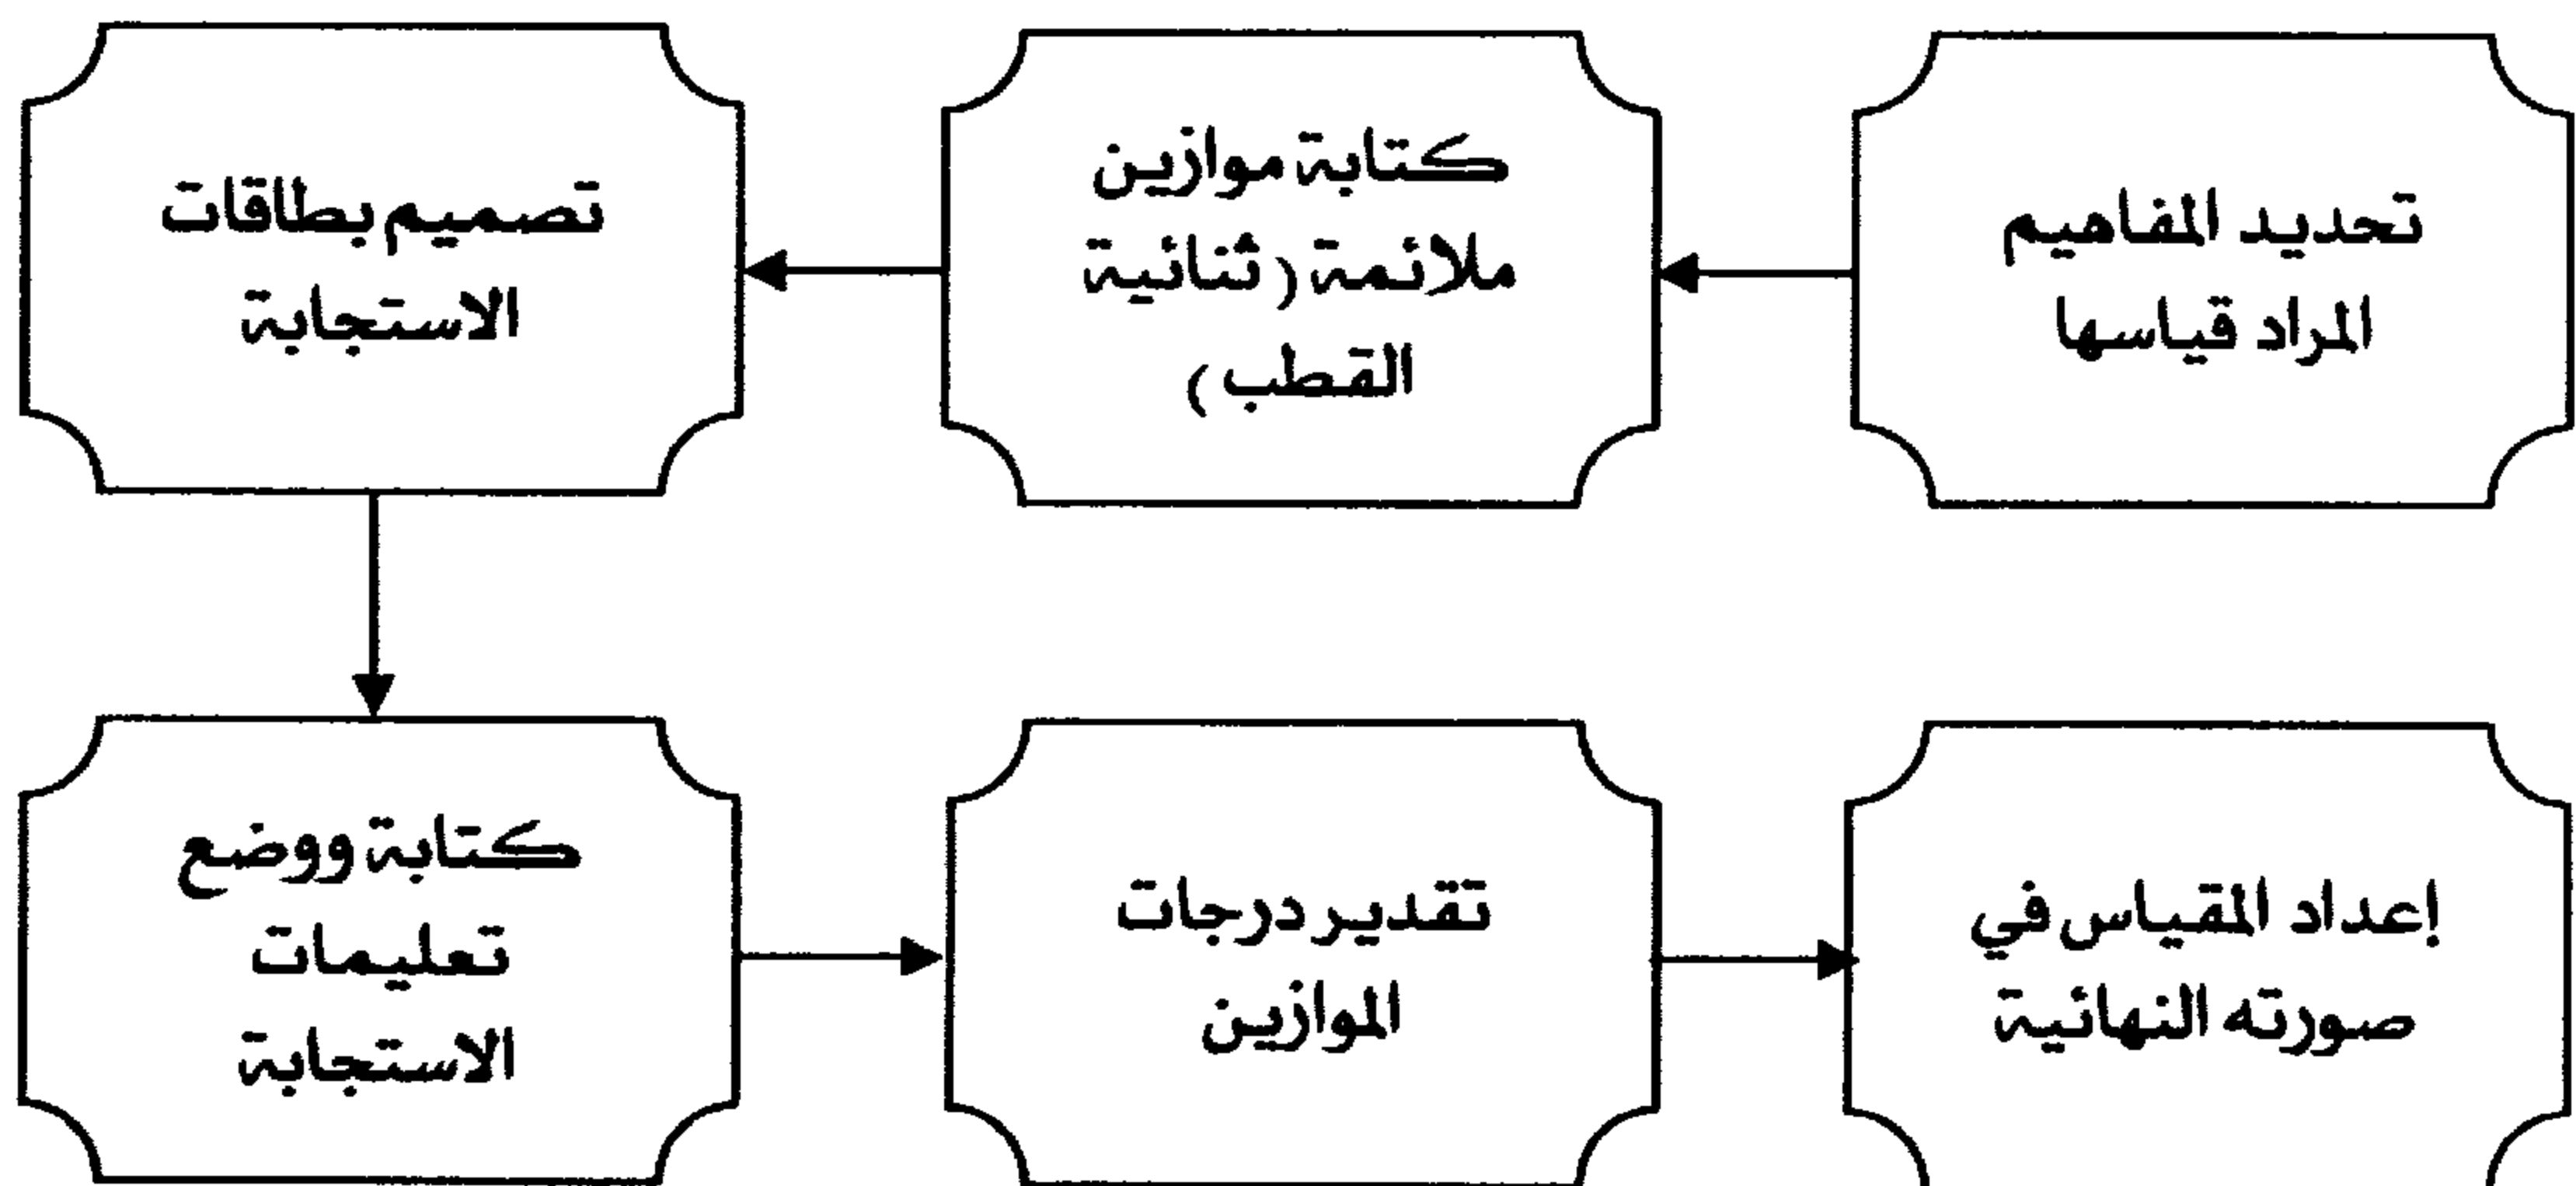 تحديد المفاهيم
المراد قياسها
كتابة موازين
ملائمة ( ثنائية
القطب )
تصميم بطاقات
الاستجابة
كتابة ووضع
تعليمات
الاستجابة
تقدير درجات
الموازين
إعداد المقياس في
صورته النهائية